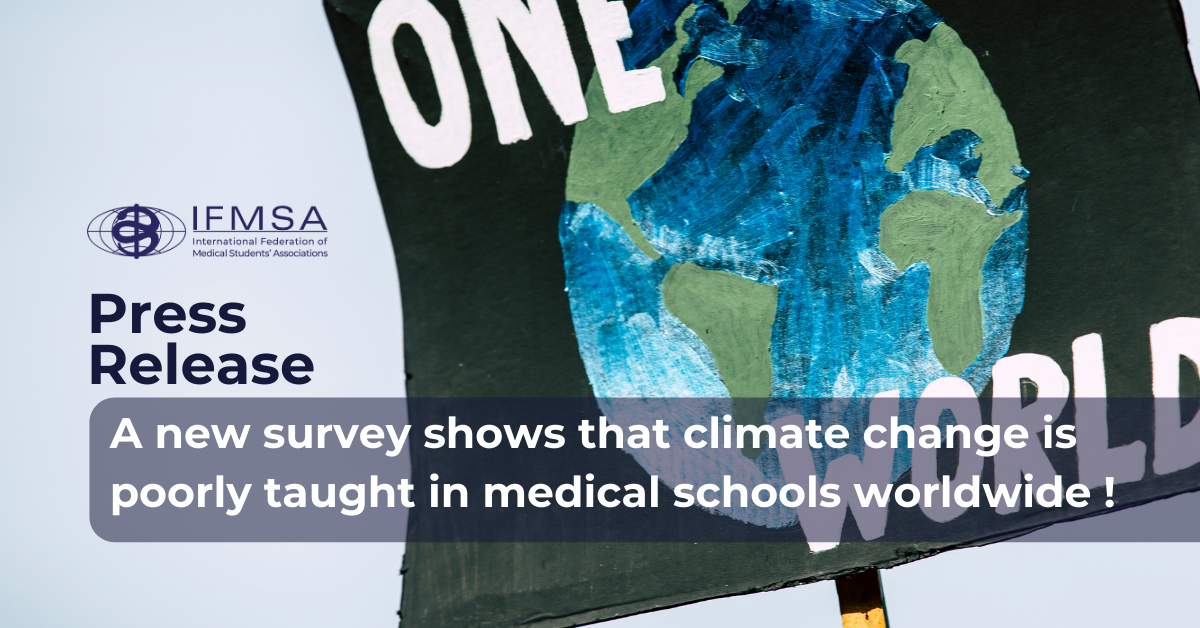 ONE
IFMSA
International Federation of
Medical Students' Associations
Press
Release
A new survey shows that climate change is
poorly taught in medical schools worldwide !
WORLD